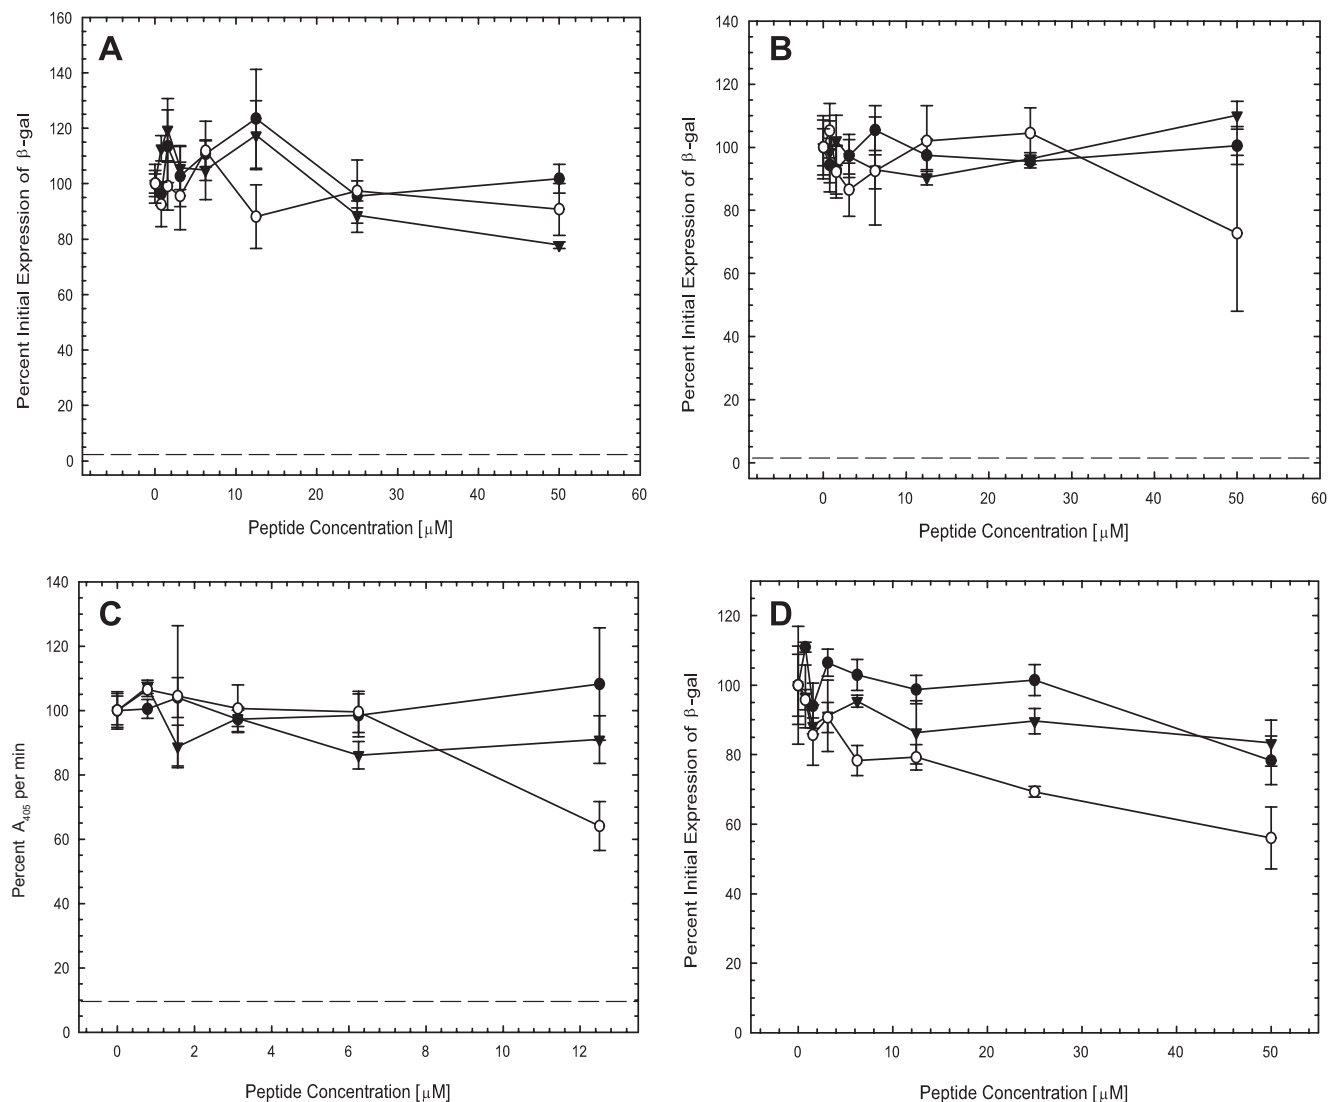 A
Percent Initial Expression of β-gal
160
140
120
100
80
60
40
20
0
0 10 20 30 40 50 60
Peptide Concentration [μM]
B
Percent Initial Expression of β-gal
140
120
100
80
60
40
20
0
0 10 20 30 40 50 60
Peptide Concentration [μM]
C
Percent A405 per min
140
120
100
80
60
40
20
0
0 2 4 6 8 10 12
Peptide Concentration [μM]
D
Percent Initial Expression of β-gal
120
100
80
60
40
20
0
0 10 20 30 40 50
Peptide Concentration [μM]